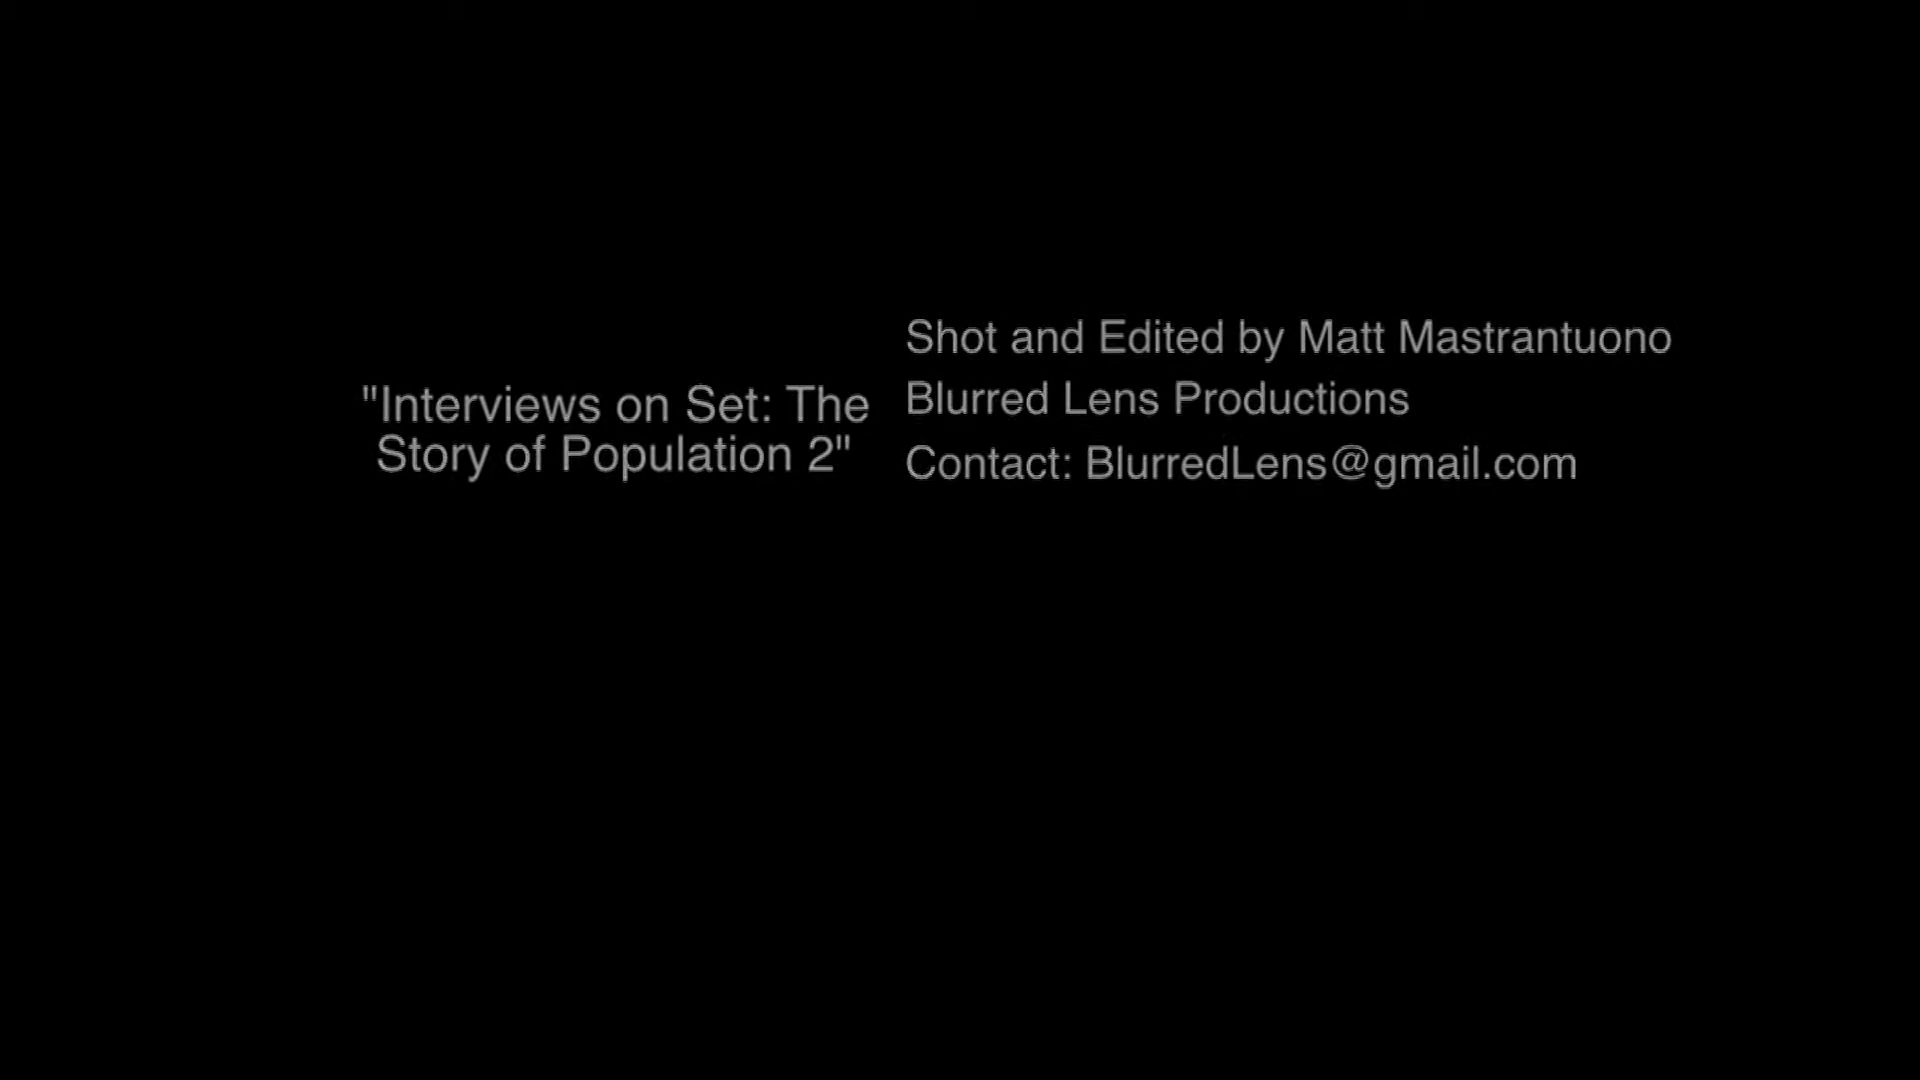 "Interviews on Set: The
Story of Population 2"
Shot and Edited by Matt Mastrantuono
Blurred Lens Productions
Contact: BlurredLens@gmail.com